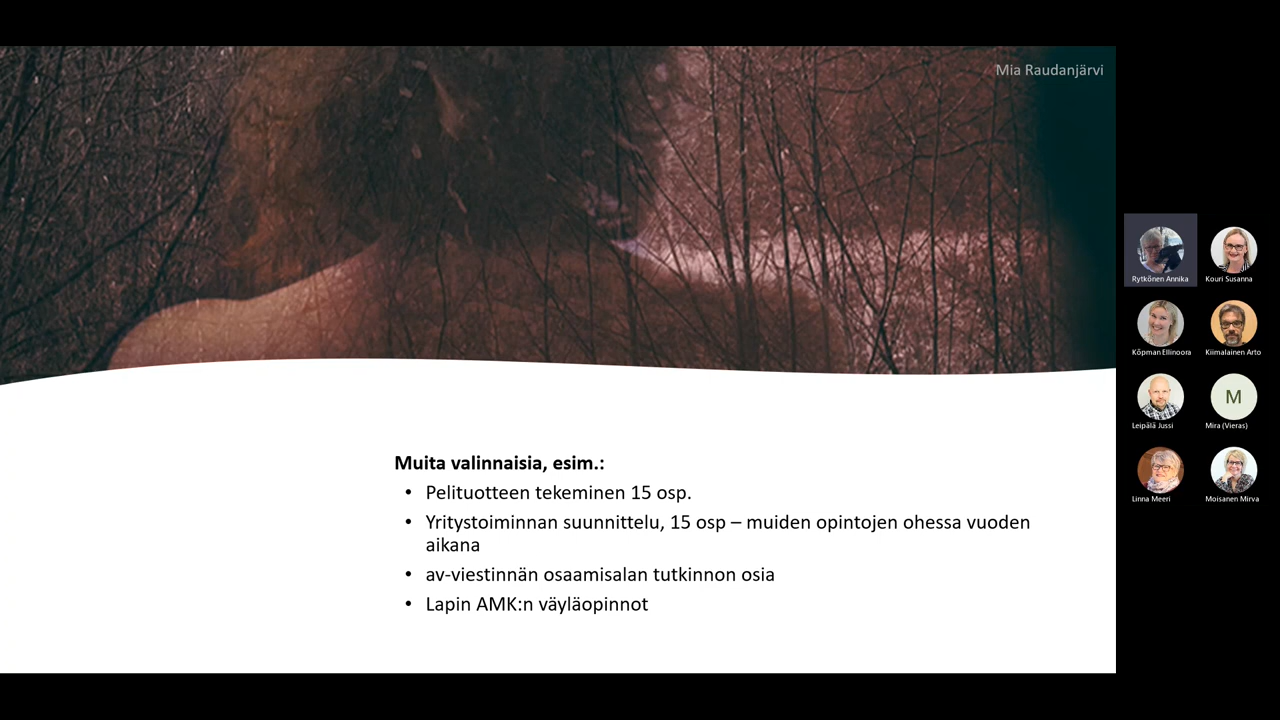 Mia Raudanjärvi
Muita valinnaisia, esim.:
• Pelituotteen tekeminen 15 osp.
• Yritystoiminnan suunnittelu, 15 osp – muiden opintojen ohessa vuoden
aikana
• av-viestinnän osaamisalan tutkinnon osia
• Lapin AMK:n väyläopinnot
Rytkönen Annika
Kouri Susanna
Köpman Ellinoora
Kiimalainen Arto
Leipälä Jussi
M
Mira (Vieras)
Linna Meeri
Moisanen Mirva